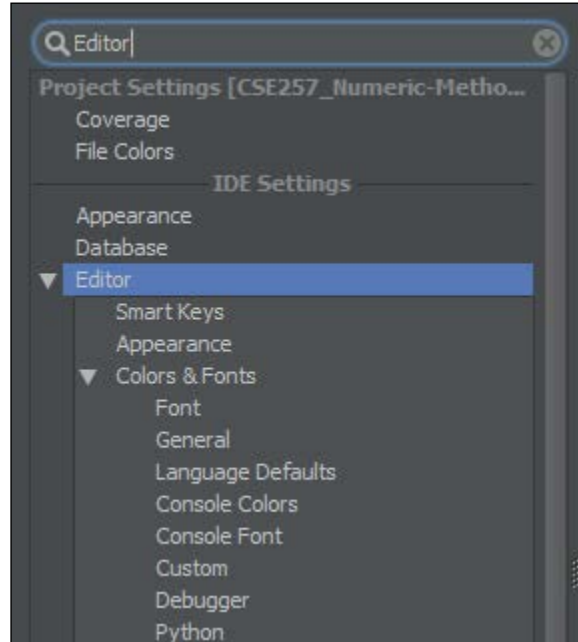 Editor
Project Settings [CSE257_Numeric-Metho...
Coverage
File Colors
IDE Settings
Appearance
Database
Editor
Smart Keys
Appearance
Colors & Fonts
Font
General
Language Defaults
Console Colors
Console Font
Custom
Debugger
Python